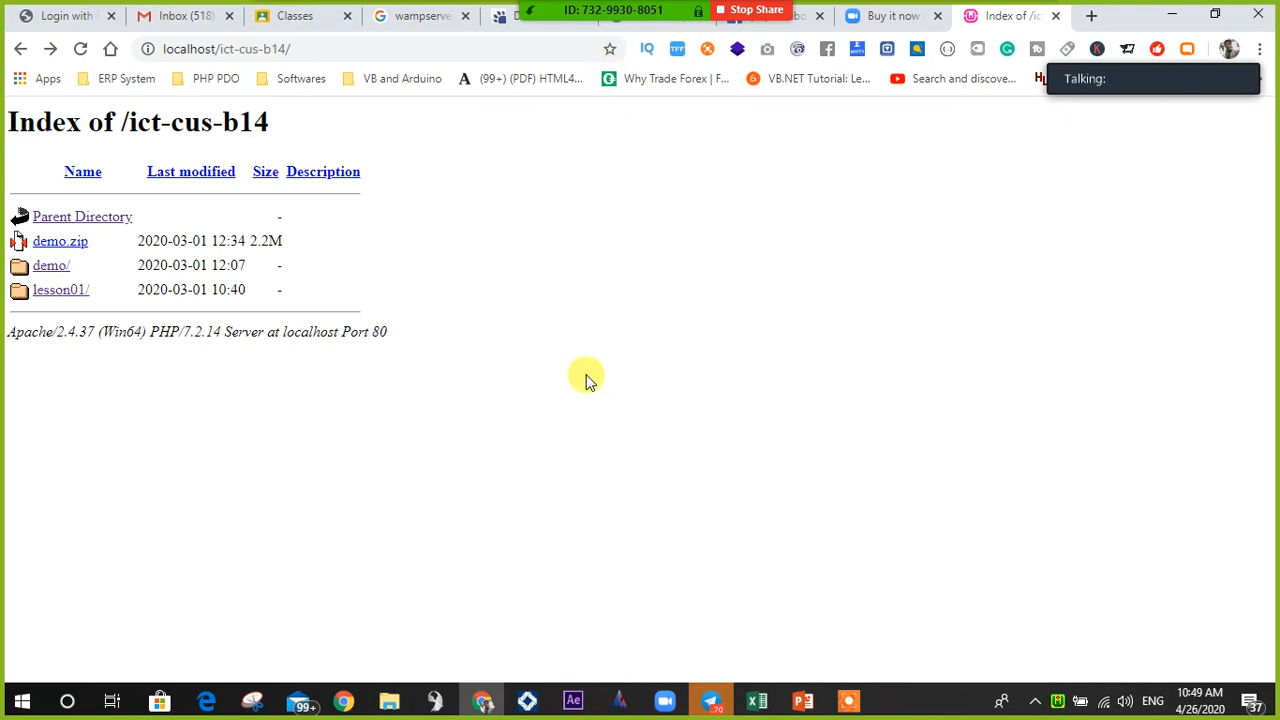 Login with
Inbox (518)
Classes
wampserve
ID: 732-9930-8051
Stop Share
Buy it now
Index of /ic
localhost/ict-cus-b14/
Apps
ERP System
PHP PDO
Softwares
VB and Arduino
(99+) (PDF) HTML4...
Why Trade Forex | F...
VB.NET Tutorial: Le...
Search and discove...
Talking:
Index of /ict-cus-b14
Name Last modified Size Description
Parent Directory -
demo.zip 2020-03-01 12:34 2.2M
demo/ 2020-03-01 12:07 -
lesson01/ 2020-03-01 10:40 -
Apache/2.4.37 (Win64) PHP/7.2.14 Server at localhost Port 80
99+
Ae
70
ENG
10:49 AM
4/26/2020
37